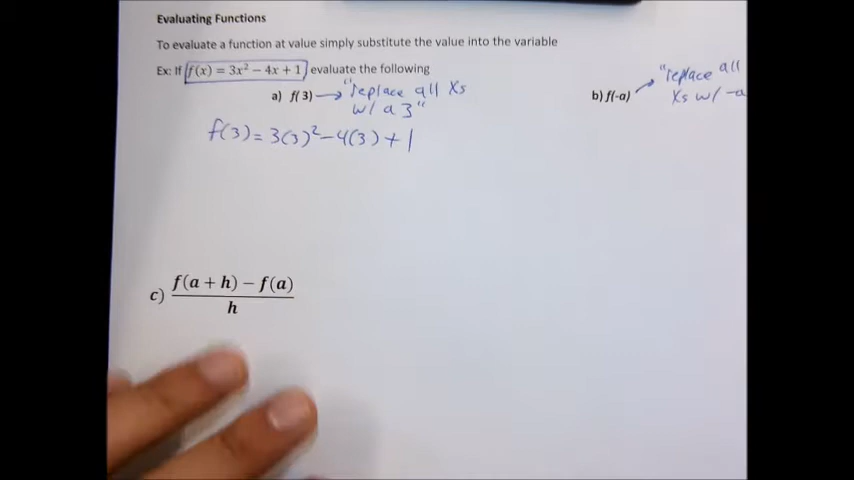 Evaluating Functions
To evaluate a function at value simply substitute the value into the variable
Ex: If f(x) = 3x² − 4x + 1 evaluate the following
a) f(3) → "replace all Xs
w/ a 3"
b) f(-a) → "replace all
Xs w/ -a
f(3) = 3(3)² − 4(3) + 1
c) f(a + h) − f(a)
h